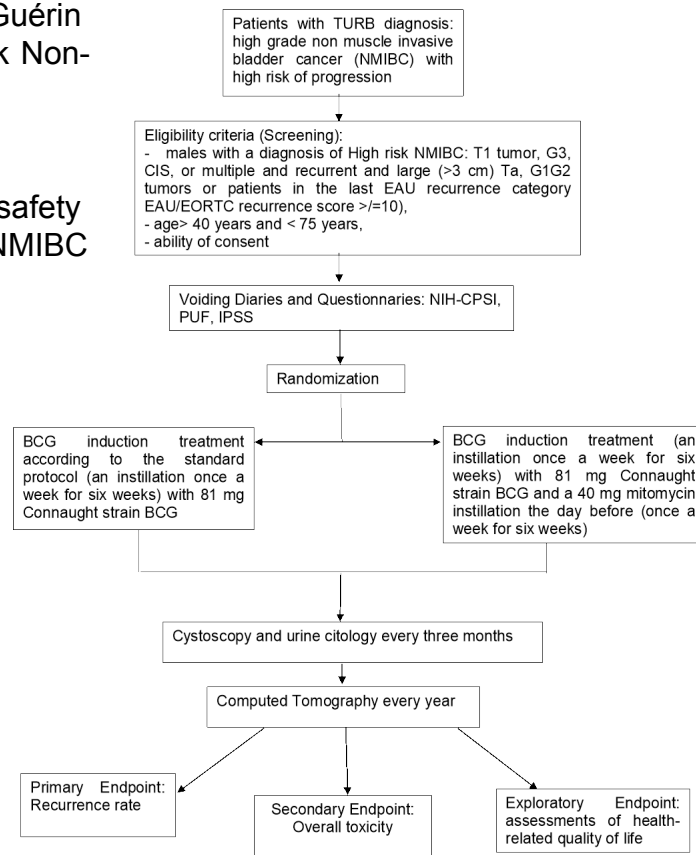 Guérin
k Non-
safety
NMIBC
Patients with TURB diagnosis:
high grade non muscle invasive
bladder cancer (NMIBC) with
high risk of progression
Eligibility criteria (Screening):
- males with a diagnosis of High risk NMIBC: T1 tumor, G3,
CIS, or multiple and recurrent and large (>3 cm) Ta, G1G2
tumors or patients in the last EAU recurrence category
EAU/EORTC recurrence score >/=10),
- age> 40 years and < 75 years,
- ability of consent
Voiding Diaries and Questionnaries: NIH-CPSI,
PUF, IPSS
Randomization
BCG induction treatment
according to the standard
protocol (an instillation once a
week for six weeks) with 81 mg
Connaught strain BCG
BCG induction treatment (an
instillation once a week for six
weeks) with 81 mg Connaught
strain BCG and a 40 mg mitomycin
instillation the day before (once a
week for six weeks)
Cystoscopy and urine citology every three months
Computed Tomography every year
Primary Endpoint:
Recurrence rate
Secondary Endpoint:
Overall toxicity
Exploratory Endpoint:
assessments of health-
related quality of life